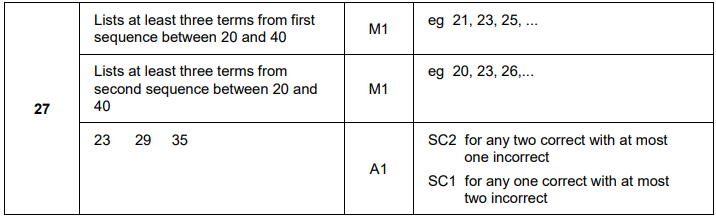 27
Lists at least three terms from first
sequence between 20 and 40
M1
eg 21, 23, 25, ...
Lists at least three terms from
second sequence between 20 and
40
M1
eg 20, 23, 26,...
23 29 35
A1
SC2 for any two correct with at most
one incorrect
SC1 for any one correct with at most
two incorrect